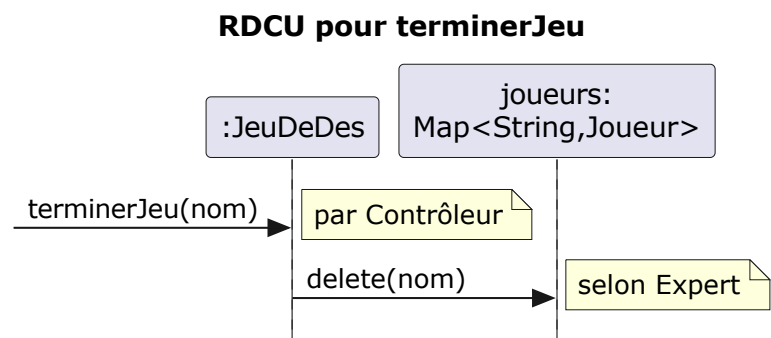 RDCU pour terminerJeu
:JeuDeDes
joueurs:
Map<String,Joueur>
terminerJeu(nom)
par Contrôleur
delete(nom)
selon Expert